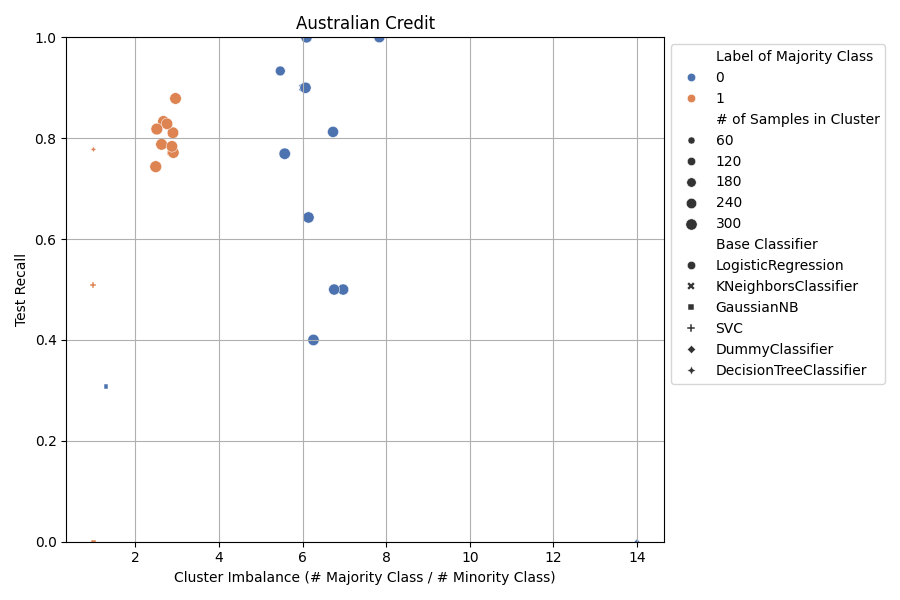 Australian Credit
Test Recall
1.0
0.8
0.6
0.4
0.2
0.0
2
4
6
8
10
12
14
Cluster Imbalance (# Majority Class / # Minority Class)
Label of Majority Class
0
1
# of Samples in Cluster
60
120
180
240
300
Base Classifier
LogisticRegression
KNeighborsClassifier
GaussianNB
SVC
DummyClassifier
DecisionTreeClassifier